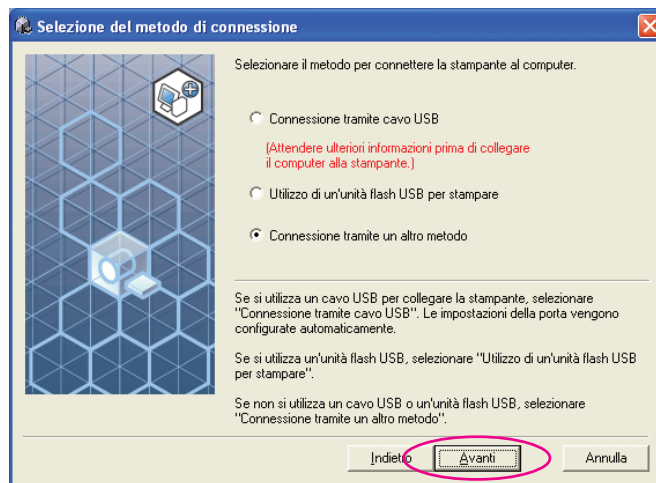 Selezione del metodo di connessione
Selezionare il metodo per connettere la stampante al computer.
Connessione tramite cavo USB
(Attendere ulteriori informazioni prima di collegare
il computer alla stampante.)
Utilizzo di un'unità flash USB per stampare
Connessione tramite un altro metodo
Se si utilizza un cavo USB per collegare la stampante, selezionare
"Connessione tramite cavo USB". Le impostazioni della porta vengono
configurate automaticamente.
Se si utilizza un'unità flash USB, selezionare "Utilizzo di un'unità flash USB
per stampare".
Se non si utilizza un cavo USB o un'unità flash USB, selezionare
"Connessione tramite un altro metodo".
Indietro Avanti Annulla